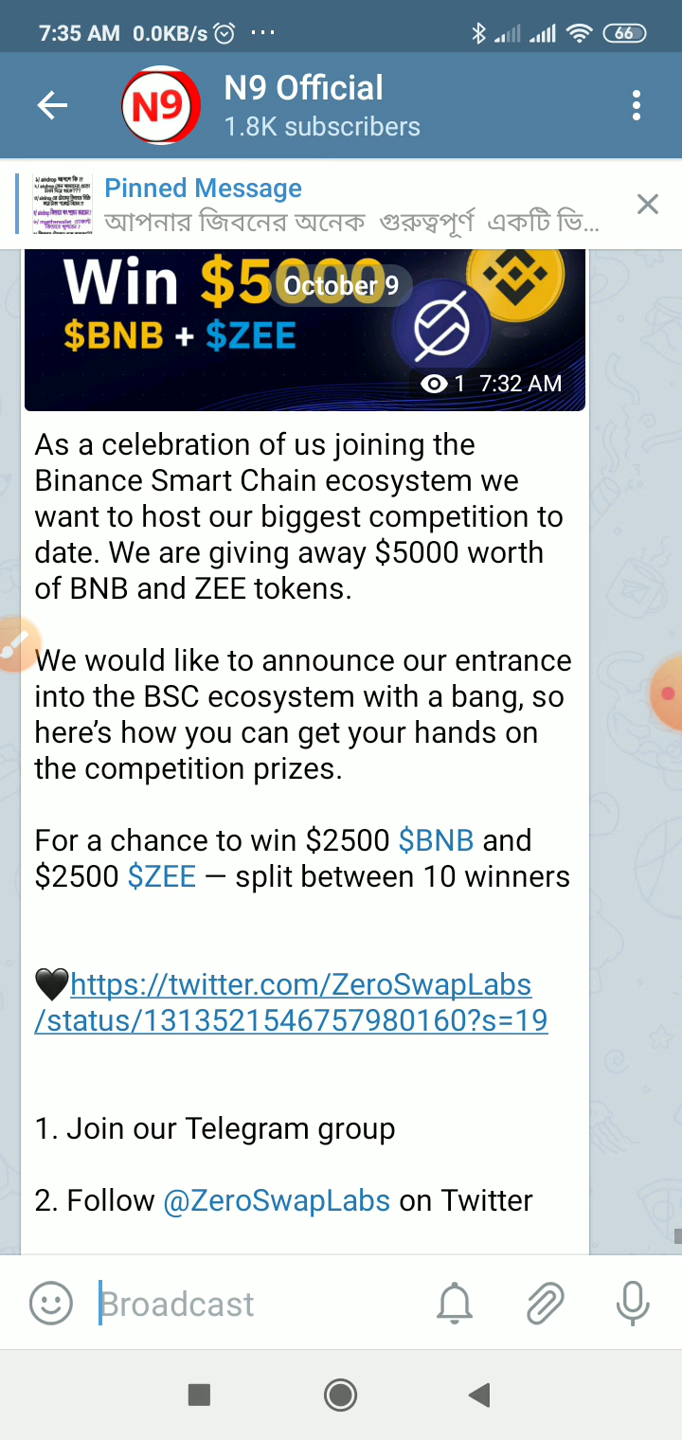 7:35 AM 0.0KB/s ... 66
N9
N9 Official
1.8K subscribers
Pinned Message
আপনার জিবনের অনেক গুরুত্বপূর্ণ একটি ভি...
Win $5000
October 9
$BNB + $ZEE
1 7:32 AM
As a celebration of us joining the
Binance Smart Chain ecosystem we
want to host our biggest competition to
date. We are giving away $5000 worth
of BNB and ZEE tokens.
We would like to announce our entrance
into the BSC ecosystem with a bang, so
here’s how you can get your hands on
the competition prizes.
For a chance to win $2500 $BNB and
$2500 $ZEE — split between 10 winners
🖤https://twitter.com/ZeroSwapLabs
/status/1313521546757980160?s=19
1. Join our Telegram group
2. Follow @ZeroSwapLabs on Twitter
Broadcast